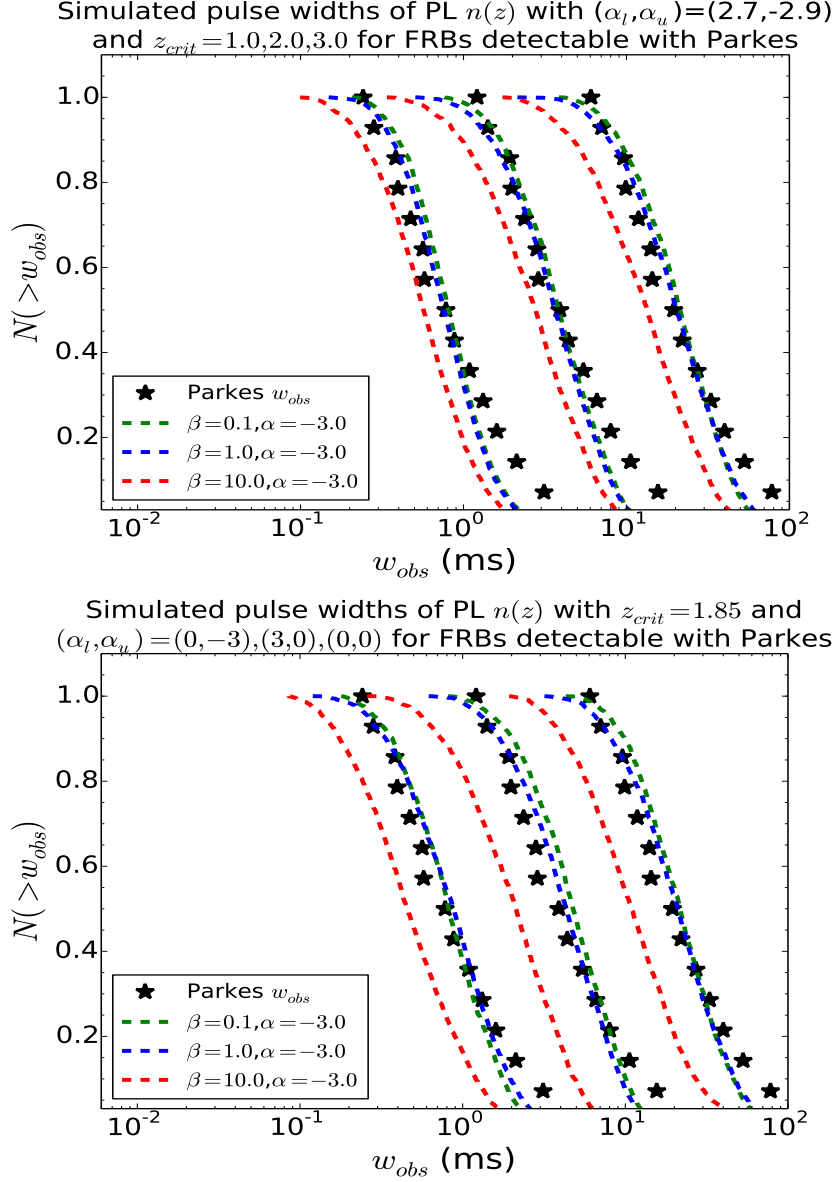 Simulated pulse widths of PL n(z) with (α_l,α_u)=(2.7,-2.9)
and z_crit=1.0,2.0,3.0 for FRBs detectable with Parkes
1.0
0.8
0.6
0.4
0.2
N(>w_obs)
Parkes w_obs
β=0.1,α=−3.0
β=1.0,α=−3.0
β=10.0,α=−3.0
10^-2 10^-1 10^0 10^1 10^2
w_obs (ms)
Simulated pulse widths of PL n(z) with z_crit=1.85 and
(α_l,α_u)=(0,−3),(3,0),(0,0) for FRBs detectable with Parkes
1.0
0.8
0.6
0.4
0.2
N(>w_obs)
Parkes w_obs
β=0.1,α=−3.0
β=1.0,α=−3.0
β=10.0,α=−3.0
10^-2 10^-1 10^0 10^1 10^2
w_obs (ms)